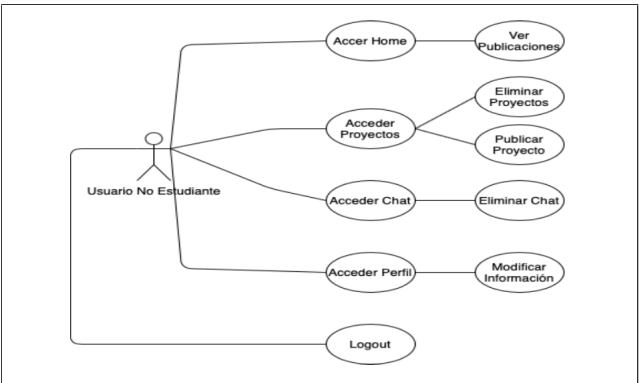 Accer Home
Ver
Publicaciones
Eliminar
Proyectos
Acceder
Proyectos
Publicar
Proyecto
Usuario No Estudiante
Acceder Chat
Eliminar Chat
Acceder Perfil
Modificar
Información
Logout